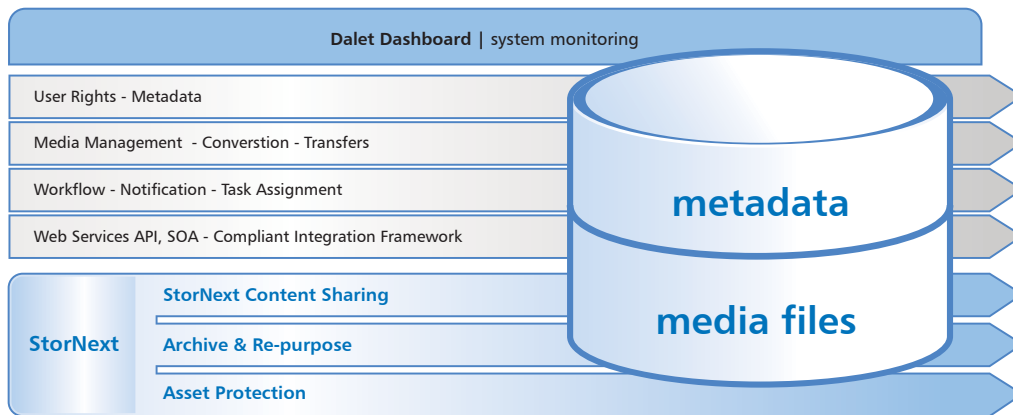 Dalet Dashboard | system monitoring
User Rights - Metadata
Media Management - Converstion - Transfers
Workflow - Notification - Task Assignment
Web Services API, SOA - Compliant Integration Framework
metadata
media files
StorNext
StorNext Content Sharing
Archive & Re-purpose
Asset Protection